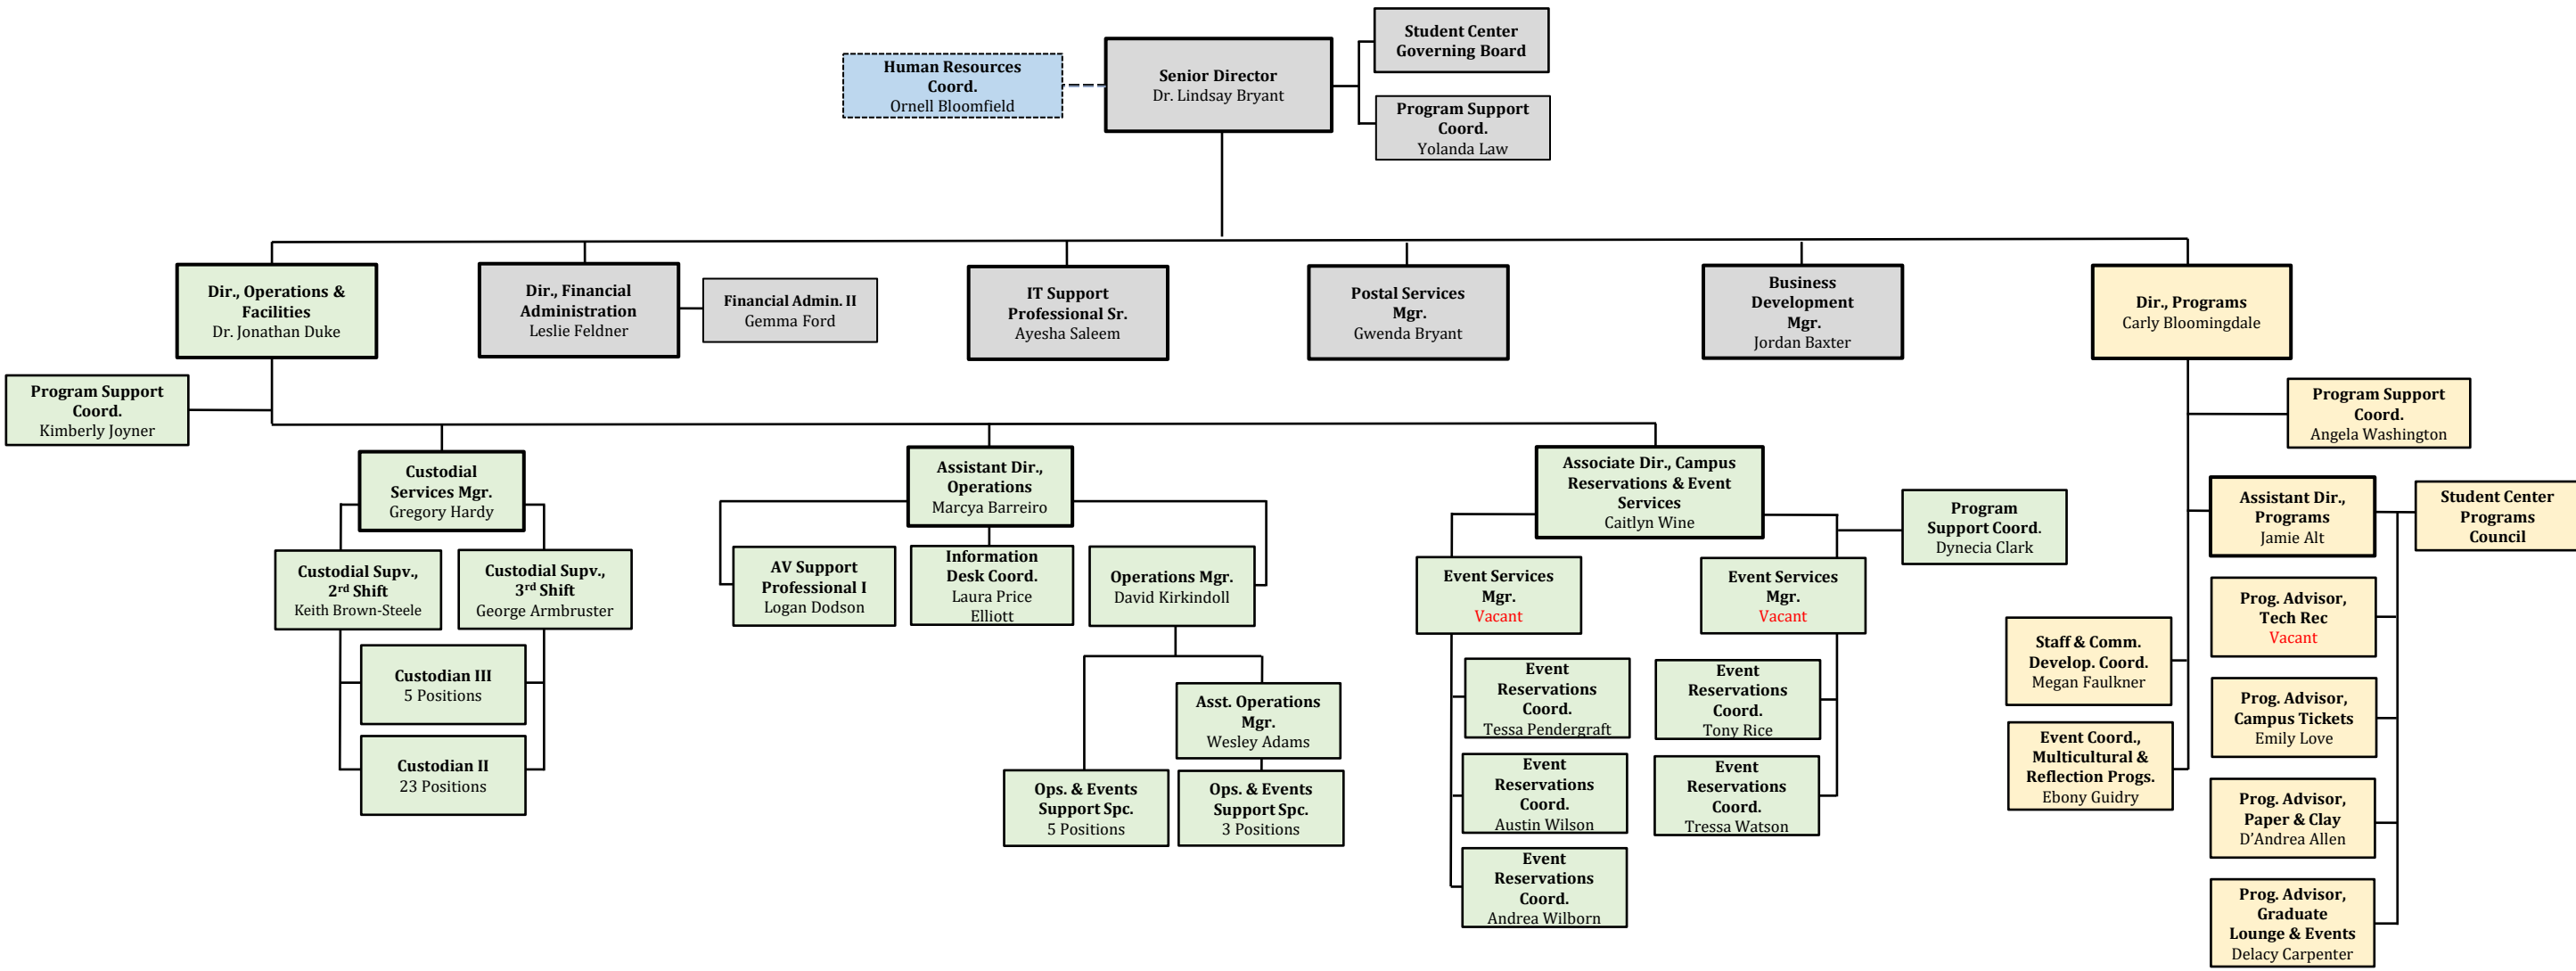 Student Center
Governing Board
Human Resources
Coord.
Ornell Bloomfield
Senior Director
Dr. Lindsay Bryant
Program Support
Coord.
Yolanda Law
Dir., Operations &
Facilities
Dr. Jonathan Duke
Dir., Financial
Administration
Leslie Feldner
Financial Admin. II
Gemma Ford
IT Support
Professional Sr.
Ayesha Saleem
Postal Services
Mgr.
Gwenda Bryant
Business
Development
Mgr.
Jordan Baxter
Dir., Programs
Carly Bloomingdale
Program Support
Coord.
Kimberly Joyner
Program Support
Coord.
Angela Washington
Custodial
Services Mgr.
Gregory Hardy
Assistant Dir.,
Operations
Marcya Barreiro
Associate Dir., Campus
Reservations & Event
Services
Caitlyn Wine
Program
Support Coord.
Dynecia Clark
Assistant Dir.,
Programs
Jamie Alt
Student Center
Programs
Council
Custodial Supv.,
2rd Shift
Keith Brown-Steele
Custodial Supv.,
3rd Shift
George Armbruster
AV Support
Professional I
Logan Dodson
Information
Desk Coord.
Laura Price
Elliott
Operations Mgr.
David Kirkindoll
Event Services
Mgr.
Vacant
Event Services
Mgr.
Vacant
Prog. Advisor,
Tech Rec
Vacant
Staff & Comm.
Develop. Coord.
Megan Faulkner
Custodian III
5 Positions
Asst. Operations
Mgr.
Wesley Adams
Event
Reservations
Coord.
Tessa Pendergraft
Event
Reservations
Coord.
Tony Rice
Prog. Advisor,
Campus Tickets
Emily Love
Event Coord.,
Multicultural &
Reflection Progs.
Ebony Guidry
Custodian II
23 Positions
Ops. & Events
Support Spc.
5 Positions
Ops. & Events
Support Spc.
3 Positions
Event
Reservations
Coord.
Austin Wilson
Event
Reservations
Coord.
Tressa Watson
Prog. Advisor,
Paper & Clay
D’Andrea Allen
Event
Reservations
Coord.
Andrea Wilborn
Prog. Advisor,
Graduate
Lounge & Events
Delacy Carpenter